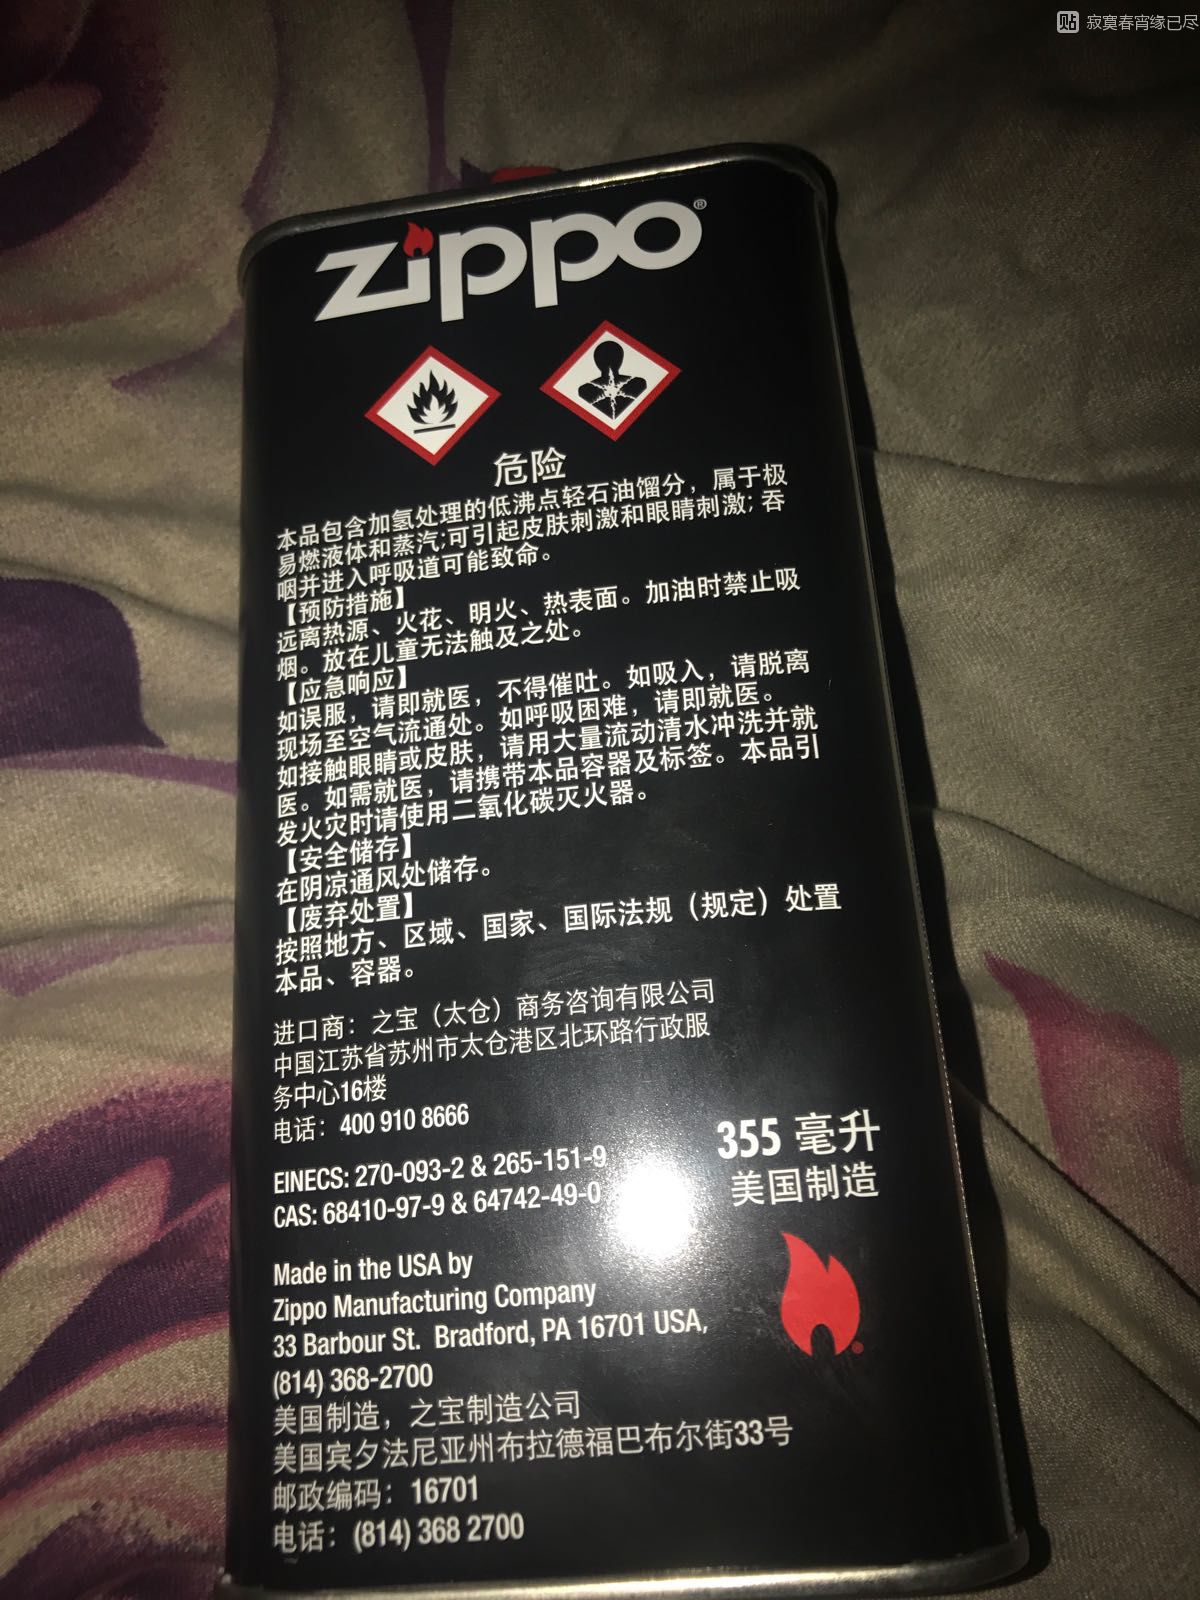 贴 寂寞春宵缘已尽
zippo®
危险
本品包含加氢处理的低沸点轻石油馏分，属于极
易燃液体和蒸汽;可引起皮肤刺激和眼睛刺激；吞
咽并进入呼吸道可能致命。
【预防措施】
远离热源、火花、明火、热表面。加油时禁止吸
烟。放在儿童无法触及之处。
【应急响应】
如误服，请即就医，不得催吐。如吸入，请脱离
现场至空气流通处。如呼吸困难，请即就医。
如接触眼睛或皮肤，请用大量流动清水冲洗并就
医。如需就医，请携带本品容器及标签。本品引
发火灾时请使用二氧化碳灭火器。
【安全储存】
在阴凉通风处储存。
【废弃处置】
按照地方、区域、国家、国际法规（规定）处置
本品、容器。
进口商：之宝（太仓）商务咨询有限公司
中国江苏省苏州市太仓港区北环路行政服
务中心16楼
电话：400 910 8666
EINECS: 270-093-2 & 265-151-9
CAS: 68410-97-9 & 64742-49-0
355 毫升
美国制造
Made in the USA by
Zippo Manufacturing Company
33 Barbour St. Bradford, PA 16701 USA,
(814) 368-2700
美国制造，之宝制造公司
美国宾夕法尼亚州布拉德福巴布尔街33号
邮政编码：16701
电话：(814) 368 2700
®